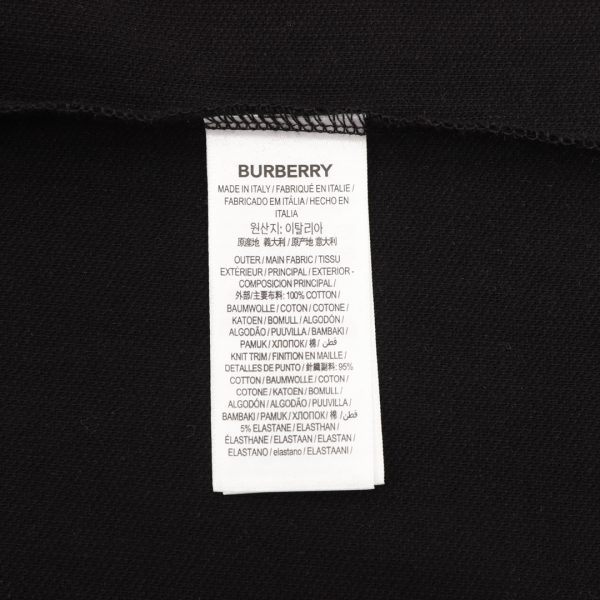 BURBERRY
MADE IN ITALY / FABRIQUÉ EN ITALIE /
FABRICADO EM ITÁLIA / HECHO EN
ITALIA
원산지: 이탈리아
原産地 義大利 / 原产地 意大利
OUTER / MAIN FABRIC / TISSU
EXTÉRIEUR / PRINCIPAL / EXTERIOR -
COMPOSICION PRINCIPAL /
外部/主要布料: 100% COTTON /
BAUMWOLLE / COTON / COTONE /
KATOEN / BOMULL / ALGODÓN /
ALGODÃO / PUUVILLA / BAMBAKI /
PAMUK / ХЛОПОК / 棉 / قطن /
KNIT TRIM / FINITION EN MAILLE /
DETALLES DE PUNTO / 針織副料: 95%
COTTON / BAUMWOLLE / COTON /
COTONE / KATOEN / BOMULL /
ALGODÓN / ALGODÃO / PUUVILLA /
BAMBAKI / PAMUK / ХЛОПОК / 棉 / قطن /
5% ELASTANE / ELASTHAN /
ÉLASTHANE / ELASTAAN / ELASTAN /
ELASTANO / elastano / ELASTAANI /